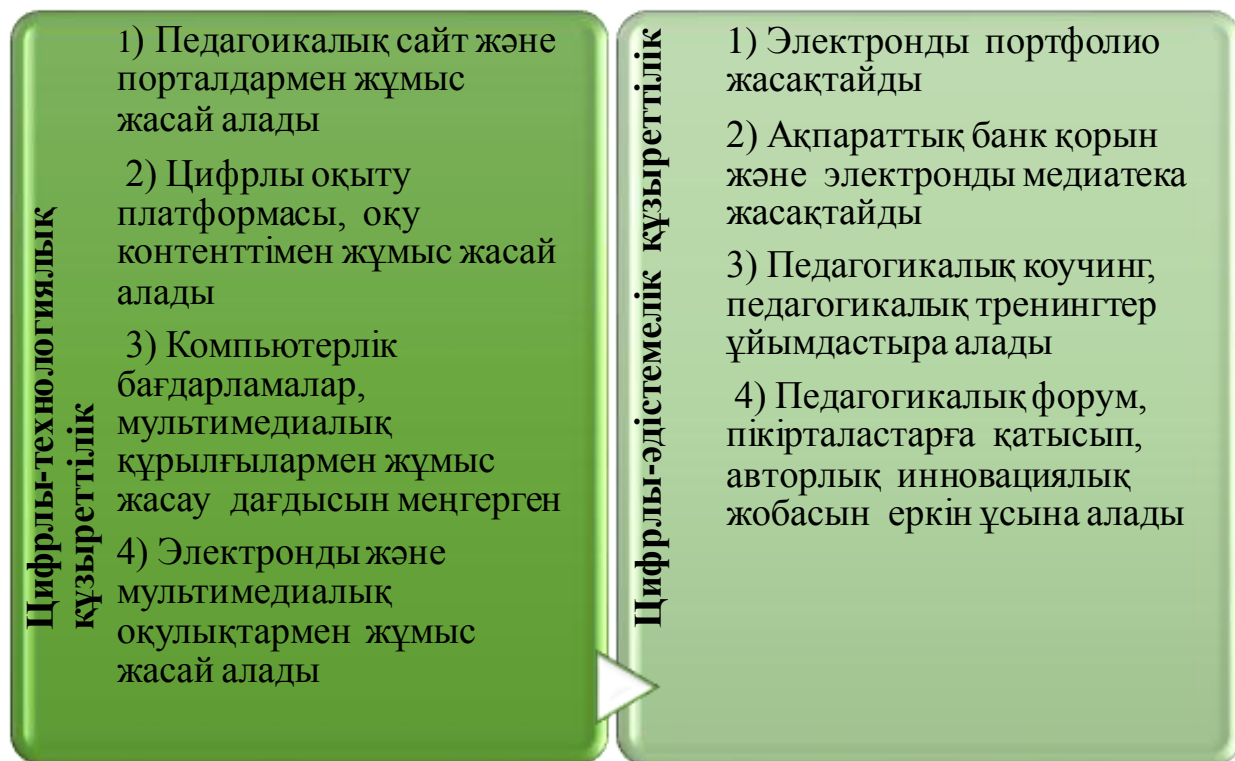 Цифрлы-технологиялық
құзыреттілік
1) Педагоикалық сайт және
порталдармен жұмыс
жасай алады
2) Цифрлы оқыту
платформасы, оқу
контенттімен жұмыс жасай
алады
3) Компьютерлік
бағдарламалар,
мультимедиалық
құрылғылармен жұмыс
жасау дағдысын меңгерген
4) Электронды және
мультимедиалық
оқулықтармен жұмыс
жасай алады
Цифрлы-әдістемелік құзыреттілік
1) Электронды портфолио
жасақтайды
2) Ақпараттық банк қорын
және электронды медиатека
жасақтайды
3) Педагогикалық коучинг,
педагогикалық тренингтер
ұйымдастыра алады
4) Педагогикалық форум,
пікірталастарға қатысып,
авторлық инновациялық
жобасын еркін ұсына алады